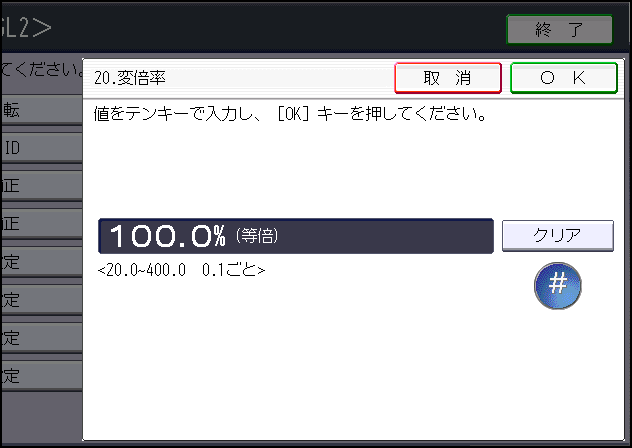 GL2＞
終 了
てください。
20.変倍率
取 消
O K
転
値をテンキーで入力し、［OK］キーを押してください。
ID
正
正
100.0% (等倍)
クリア
定
<20.0~400.0 0.1ごと>
#
定
定
定